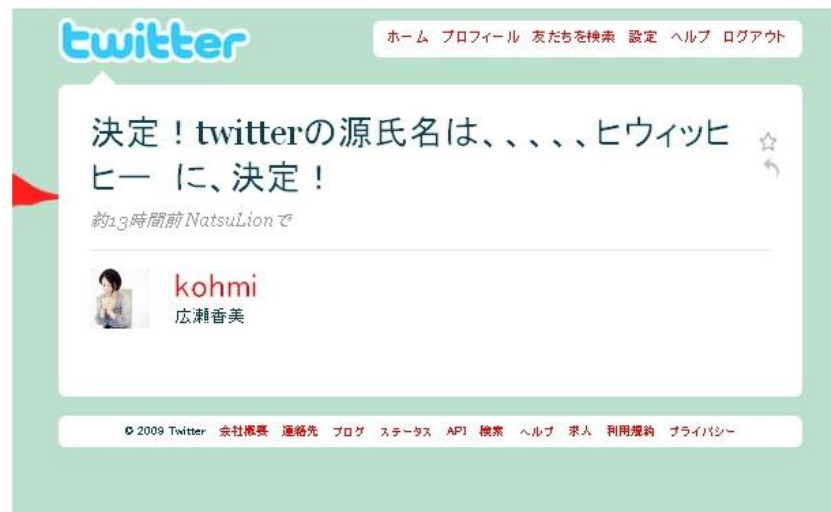 twitter
ホーム プロフィール 友だちを検索 設定 ヘルプ ログアウト
決定！twitterの源氏名は、、、、、ヒウィッヒ
ヒー に、決定！
約13時間前 NatsuLionで
kohmi
広瀬香美
© 2009 Twitter 会社概要 連絡先 ブログ ステータス API 検索 ヘルプ 求人 利用規約 プライバシー